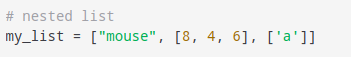 # nested list
my_list = ["mouse", [8, 4, 6], ['a']]